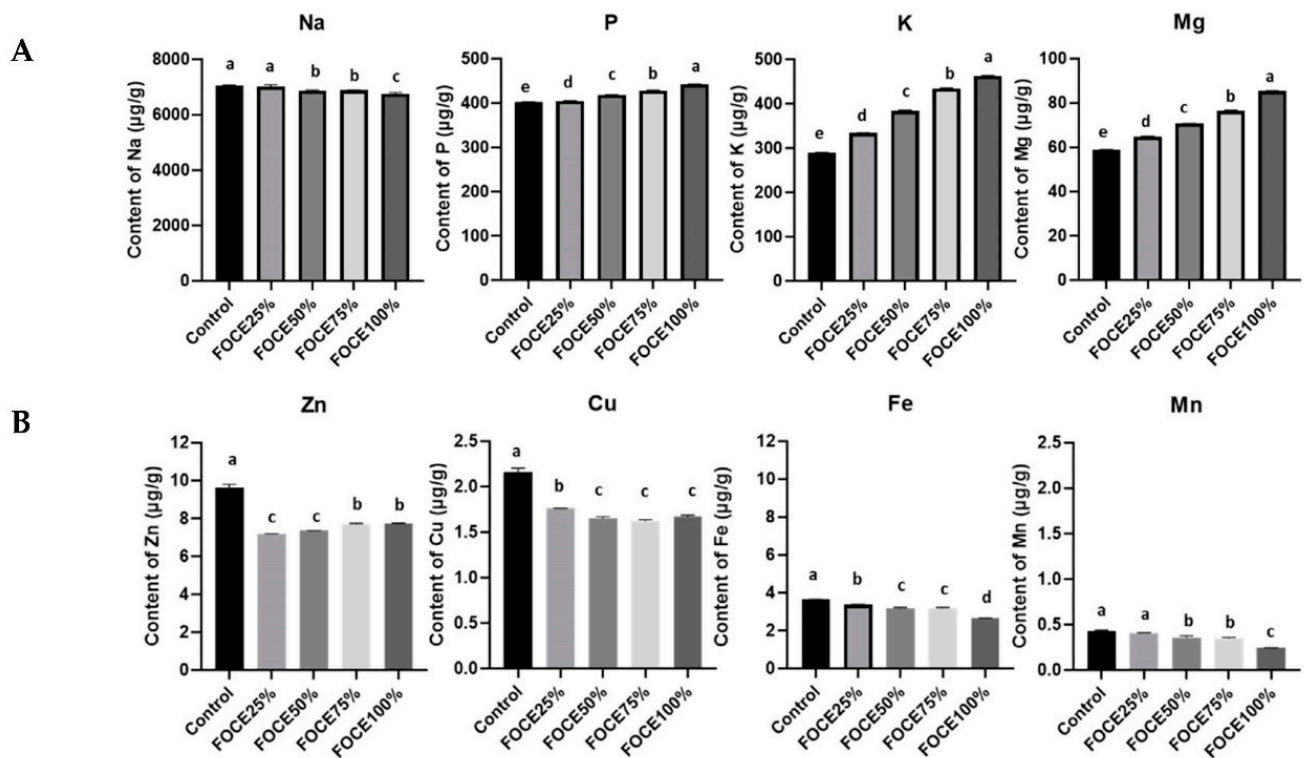 A
Na
Content of Na (µg/g)
8000
6000
4000
2000
0
a a b b c
Control FOCE25% FOCE50% FOCE75% FOCE100%
P
Content of P (µg/g)
500
400
300
200
100
0
e d c b a
Control FOCE25% FOCE50% FOCE75% FOCE100%
K
Content of K (µg/g)
500
400
300
200
100
0
e d c b a
Control FOCE25% FOCE50% FOCE75% FOCE100%
Mg
Content of Mg (µg/g)
100
80
60
40
20
0
e d c b a
Control FOCE25% FOCE50% FOCE75% FOCE100%
B
Zn
Content of Zn (µg/g)
12
10
8
6
4
2
0
a c c b b
Control FOCE25% FOCE50% FOCE75% FOCE100%
Cu
Content of Cu (µg/g)
2.5
2.0
1.5
1.0
0.5
0.0
a b c c c
Control FOCE25% FOCE50% FOCE75% FOCE100%
Fe
Content of Fe (µg/g)
12
10
8
6
4
2
0
a b c c d
Control FOCE25% FOCE50% FOCE75% FOCE100%
Mn
Content of Mn (µg/g)
2.5
2.0
1.5
1.0
0.5
0.0
a a b b c
Control FOCE25% FOCE50% FOCE75% FOCE100%